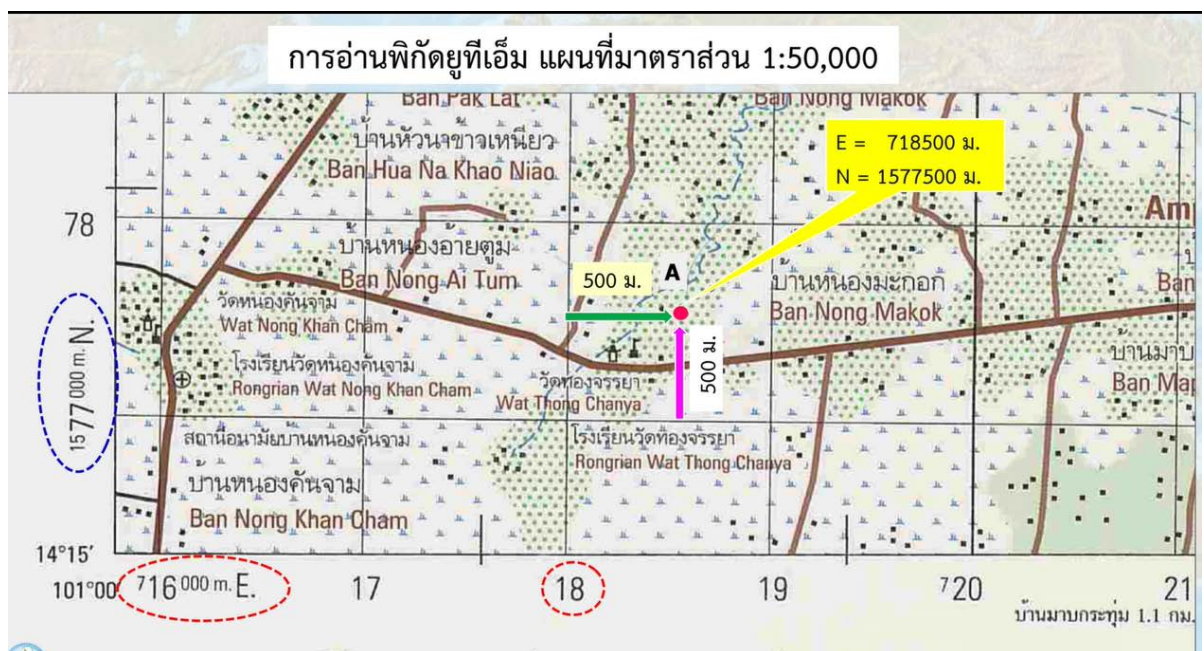 การอ่านพิกัดยูทีเอ็ม แผนที่มาตราส่วน 1:50,000
Ban Pak Lat
Ban Nong Makok
บ้านหัวนาขาวเหนียว
Ban Hua Na Khao Niao
E = 718500 ม.
N = 1577500 ม.
78
Am
บ้านหนองอ้ายตูม
Ban Nong Ai Tum
500 ม.
A
บ้านหนองมะกอก
Ban Nong Makok
Ban
วัดหนองคันจาม
Wat Nong Khan Cham
1577000 m. N.
โรงเรียนวัดหนองคันจาม
Rongrian Wat Nong Khan Cham
วัดทองจรรยา
Wat Thong Chanya
500 ม.
บ้านมาบ
Ban Map
สถานีอนามัยบ้านหนองคันจาม
โรงเรียนวัดทองจรรยา
Rongrian Wat Thong Chanya
บ้านหนองคันจาม
Ban Nong Khan Cham
14°15'
101°00'
716000 m. E.
17
18
19
720
21
บ้านมาบกระทุ่ม 1.1 กม.